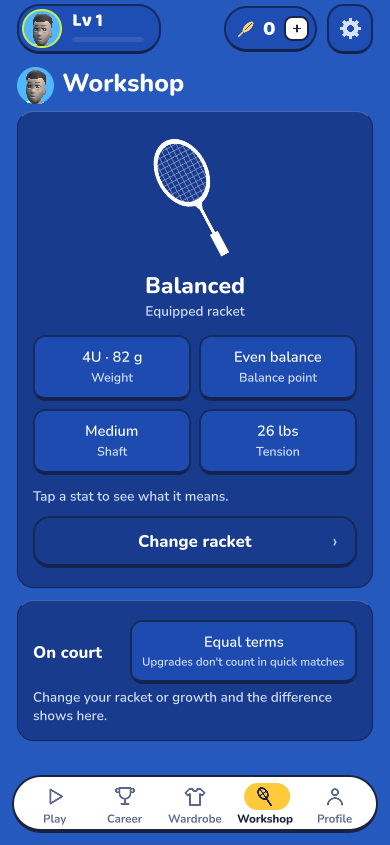 Lv 1
0
+
Workshop
Balanced
Equipped racket
4U · 82 g
Weight
Even balance
Balance point
Medium
Shaft
26 lbs
Tension
Tap a stat to see what it means.
Change racket ›
On court
Equal terms
Upgrades don't count in quick matches
Change your racket or growth and the difference
shows here.
Play
Career
Wardrobe
Workshop
Profile